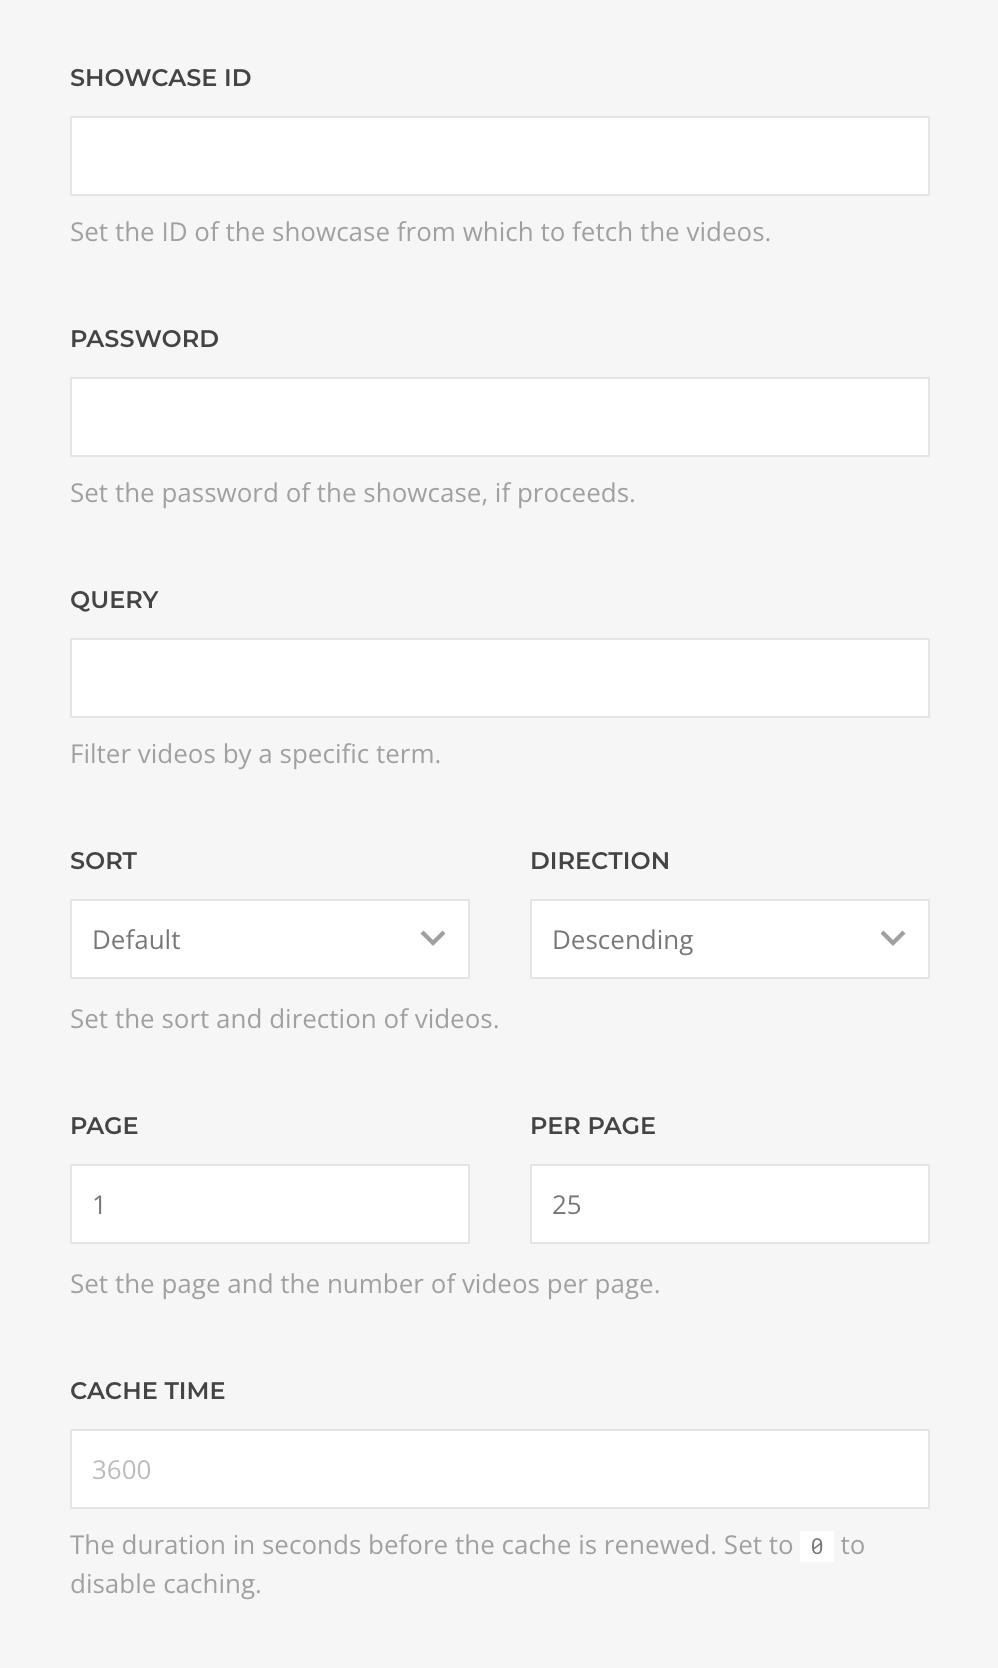 SHOWCASE ID
Set the ID of the showcase from which to fetch the videos.
PASSWORD
Set the password of the showcase, if proceeds.
QUERY
Filter videos by a specific term.
SORT
DIRECTION
Default
Descending
Set the sort and direction of videos.
PAGE
PER PAGE
1
25
Set the page and the number of videos per page.
CACHE TIME
3600
The duration in seconds before the cache is renewed. Set to 0 to
disable caching.